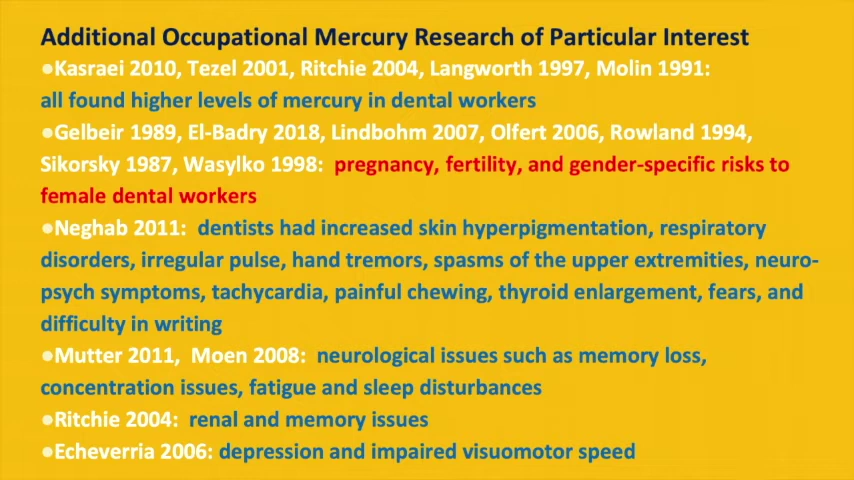 Additional Occupational Mercury Research of Particular Interest
●Kasraei 2010, Tezel 2001, Ritchie 2004, Langworth 1997, Molin 1991:
all found higher levels of mercury in dental workers
●Gelbeir 1989, El-Badry 2018, Lindbohm 2007, Olfert 2006, Rowland 1994,
Sikorsky 1987, Wasylko 1998: pregnancy, fertility, and gender-specific risks to
female dental workers
●Neghab 2011: dentists had increased skin hyperpigmentation, respiratory
disorders, irregular pulse, hand tremors, spasms of the upper extremities, neuro-
psych symptoms, tachycardia, painful chewing, thyroid enlargement, fears, and
difficulty in writing
●Mutter 2011, Moen 2008: neurological issues such as memory loss,
concentration issues, fatigue and sleep disturbances
●Ritchie 2004: renal and memory issues
●Echeverria 2006: depression and impaired visuomotor speed